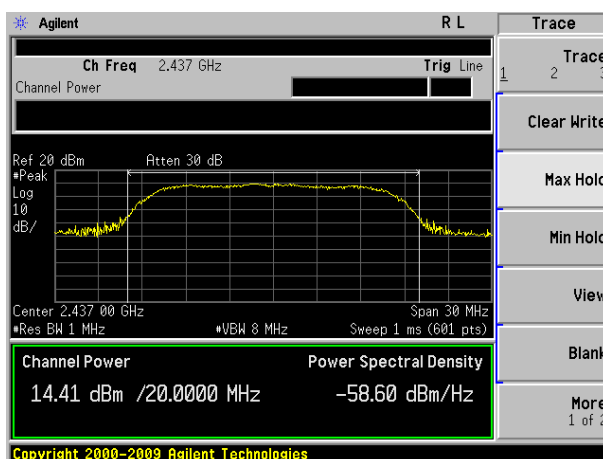 Agilent R L Trace
Ch Freq 2.437 GHz Trig Line
Channel Power
Trace
1 2 3
Clear Write
Ref 20 dBm Atten 30 dB
#Peak
Log
10
dB/
Max Hold
Min Hold
View
Center 2.437 00 GHz Span 30 MHz
#Res BW 1 MHz #VBW 8 MHz Sweep 1 ms (601 pts)
Blank
Channel Power Power Spectral Density
14.41 dBm /20.0000 MHz -58.60 dBm/Hz
More
1 of 2
Copyright 2000-2009 Agilent Technologies